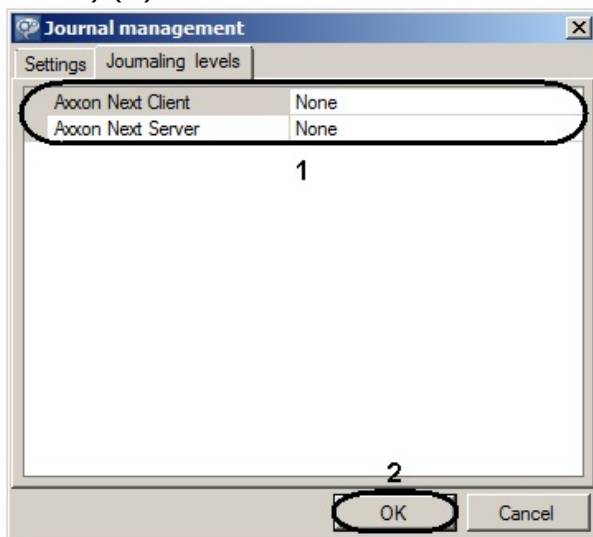 Journal management
Settings Journaling levels
Axxon Next Client None
Axxon Next Server None
1
2
OK Cancel